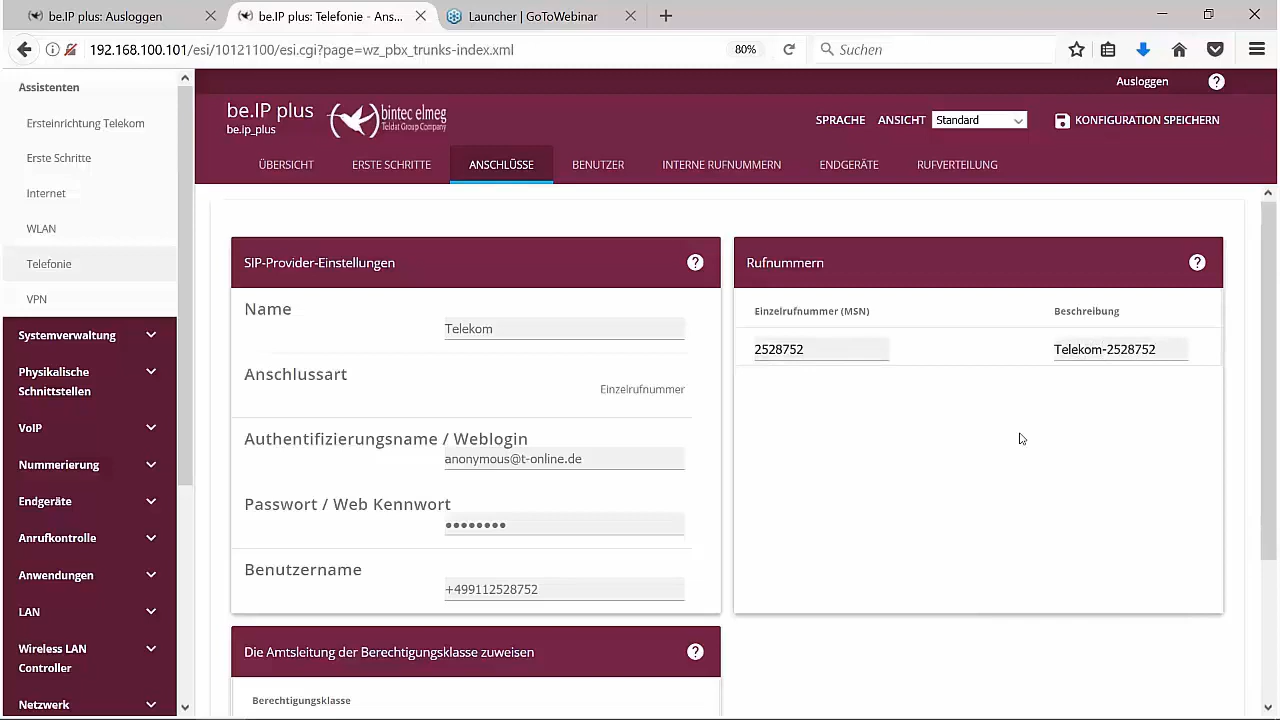 be.IP plus: Ausloggen
be.IP plus: Telefonie - Ans...
Launcher | GoToWebinar
192.168.100.101/esi/10121100/esi.cgi?page=wz_pbx_trunks-index.xml
80%
Suchen
Assistenten
Ersteinrichtung Telekom
Erste Schritte
Internet
WLAN
Telefonie
VPN
Systemverwaltung
Physikalische
Schnittstellen
VoIP
Nummerierung
Endgeräte
Anrufkontrolle
Anwendungen
LAN
Wireless LAN
Controller
Netzwerk
Ausloggen
be.IP plus
be.ip_plus
bintec elmeg
Teldat Group Company
SPRACHE
ANSICHT
Standard
KONFIGURATION SPEICHERN
ÜBERSICHT
ERSTE SCHRITTE
ANSCHLÜSSE
BENUTZER
INTERNE RUFNUMMERN
ENDGERÄTE
RUFVERTEILUNG
SIP-Provider-Einstellungen
Name
Telekom
Anschlussart
Einzelrufnummer
Authentifizierungsname / Weblogin
anonymous@t-online.de
Passwort / Web Kennwort
••••••••
Benutzername
+499112528752
Rufnummern
Einzelrufnummer (MSN)
Beschreibung
2528752
Telekom-2528752
Die Amtsleitung der Berechtigungsklasse zuweisen
Berechtigungsklasse